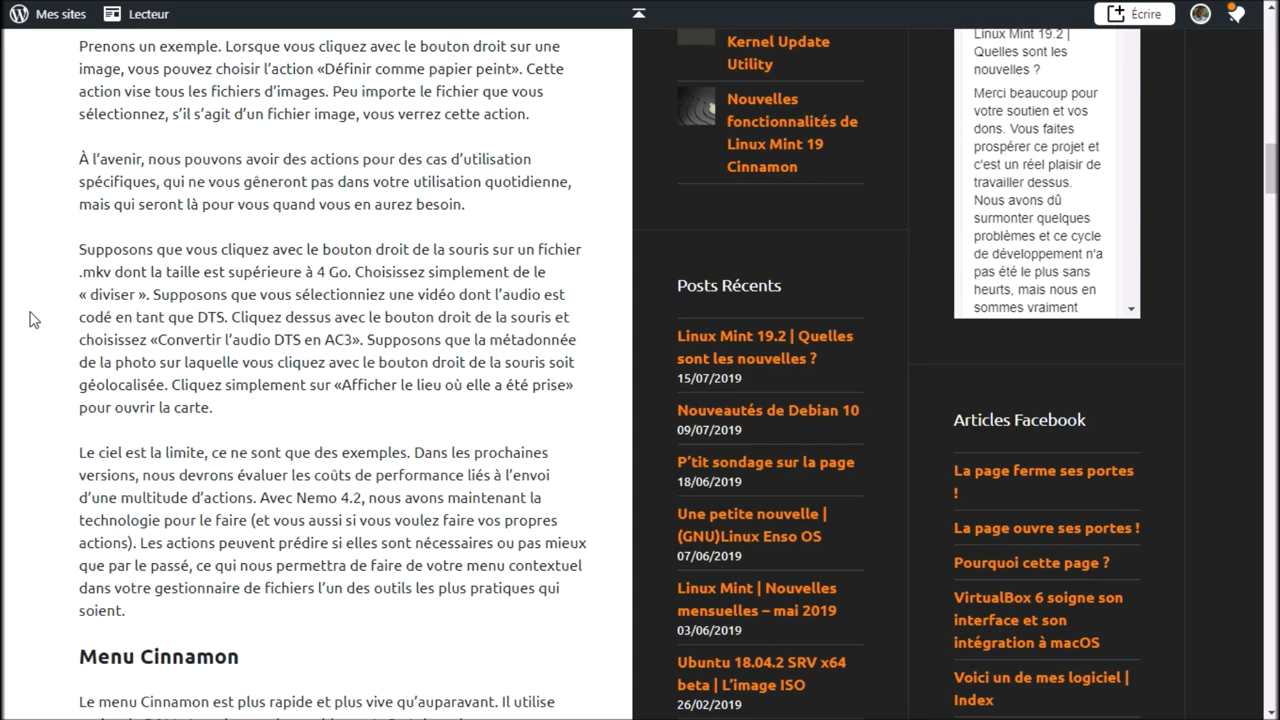 Mes sites
Lecteur
Écrire
Prenons un exemple. Lorsque vous cliquez avec le bouton droit sur une
image, vous pouvez choisir l’action «Définir comme papier peint». Cette
action vise tous les fichiers d’images. Peu importe le fichier que vous
sélectionnez, s’il s’agit d’un fichier image, vous verrez cette action.
À l’avenir, nous pouvons avoir des actions pour des cas d’utilisation
spécifiques, qui ne vous gêneront pas dans votre utilisation quotidienne,
mais qui seront là pour vous quand vous en aurez besoin.
Supposons que vous cliquez avec le bouton droit de la souris sur un fichier
.mkv dont la taille est supérieure à 4 Go. Choisissez simplement de le
« diviser ». Supposons que vous sélectionniez une vidéo dont l’audio est
codé en tant que DTS. Cliquez dessus avec le bouton droit de la souris et
choisissez «Convertir l’audio DTS en AC3». Supposons que la métadonnée
de la photo sur laquelle vous cliquez avec le bouton droit de la souris soit
géolocalisée. Cliquez simplement sur «Afficher le lieu où elle a été prise»
pour ouvrir la carte.
Le ciel est la limite, ce ne sont que des exemples. Dans les prochaines
versions, nous devrons évaluer les coûts de performance liés à l’envoi
d’une multitude d’actions. Avec Nemo 4.2, nous avons maintenant la
technologie pour le faire (et vous aussi si vous voulez faire vos propres
actions). Les actions peuvent prédire si elles sont nécessaires ou pas mieux
que par le passé, ce qui nous permettra de faire de votre menu contextuel
dans votre gestionnaire de fichiers l’un des outils les plus pratiques qui
soient.
Menu Cinnamon
Le menu Cinnamon est plus rapide et plus vive qu’auparavant. Il utilise
Kernel Update
Utility
Nouvelles
fonctionnalités de
Linux Mint 19
Cinnamon
Posts Récents
Linux Mint 19.2 | Quelles
sont les nouvelles ?
15/07/2019
Nouveautés de Debian 10
09/07/2019
P’tit sondage sur la page
18/06/2019
Une petite nouvelle |
(GNU)Linux Enso OS
07/06/2019
Linux Mint | Nouvelles
mensuelles – mai 2019
03/06/2019
Ubuntu 18.04.2 SRV x64
beta | L’image ISO
26/02/2019
Linux Mint 19.2 |
Quelles sont les
nouvelles ?
Merci beaucoup pour
votre soutien et vos
dons. Vous faites
prospérer ce projet et
c'est un réel plaisir de
travailler dessus.
Nous avons dû
surmonter quelques
problèmes et ce cycle
de développement n'a
pas été le plus sans
heurts, mais nous en
sommes vraiment
Articles Facebook
La page ferme ses portes
!
La page ouvre ses portes !
Pourquoi cette page ?
VirtualBox 6 soigne son
interface et son
intégration à macOS
Voici un de mes logiciel |
Index